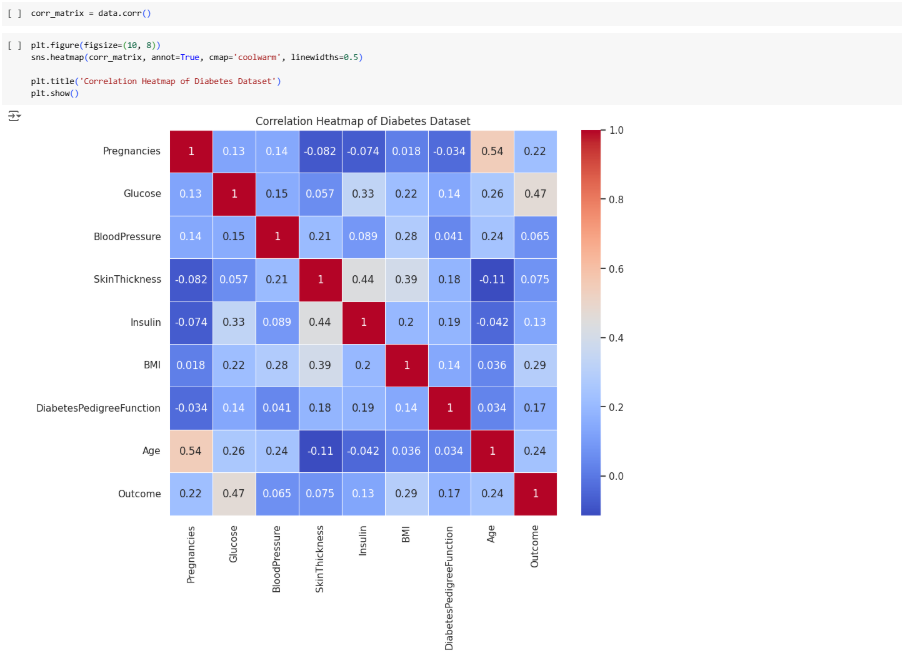 [ ] corr_matrix = data.corr()
[ ] plt.figure(figsize=(10, 8))
sns.heatmap(corr_matrix, annot=True, cmap='coolwarm', linewidths=0.5)
plt.title('Correlation Heatmap of Diabetes Dataset')
plt.show()
Correlation Heatmap of Diabetes Dataset
Pregnancies 1 0.13 0.14 -0.082 -0.074 0.018 -0.034 0.54 0.22
Glucose 0.13 1 0.15 0.057 0.33 0.22 0.14 0.26 0.47
BloodPressure 0.14 0.15 1 0.21 0.089 0.28 0.041 0.24 0.065
SkinThickness -0.082 0.057 0.21 1 0.44 0.39 0.18 -0.11 0.075
Insulin -0.074 0.33 0.089 0.44 1 0.2 0.19 -0.042 0.13
BMI 0.018 0.22 0.28 0.39 0.2 1 0.14 0.036 0.29
DiabetesPedigreeFunction -0.034 0.14 0.041 0.18 0.19 0.14 1 0.034 0.17
Age 0.54 0.26 0.24 -0.11 -0.042 0.036 0.034 1 0.24
Outcome 0.22 0.47 0.065 0.075 0.13 0.29 0.17 0.24 1
Pregnancies
Glucose
BloodPressure
SkinThickness
Insulin
BMI
DiabetesPedigreeFunction
Age
Outcome
1.0
0.8
0.6
0.4
0.2
0.0